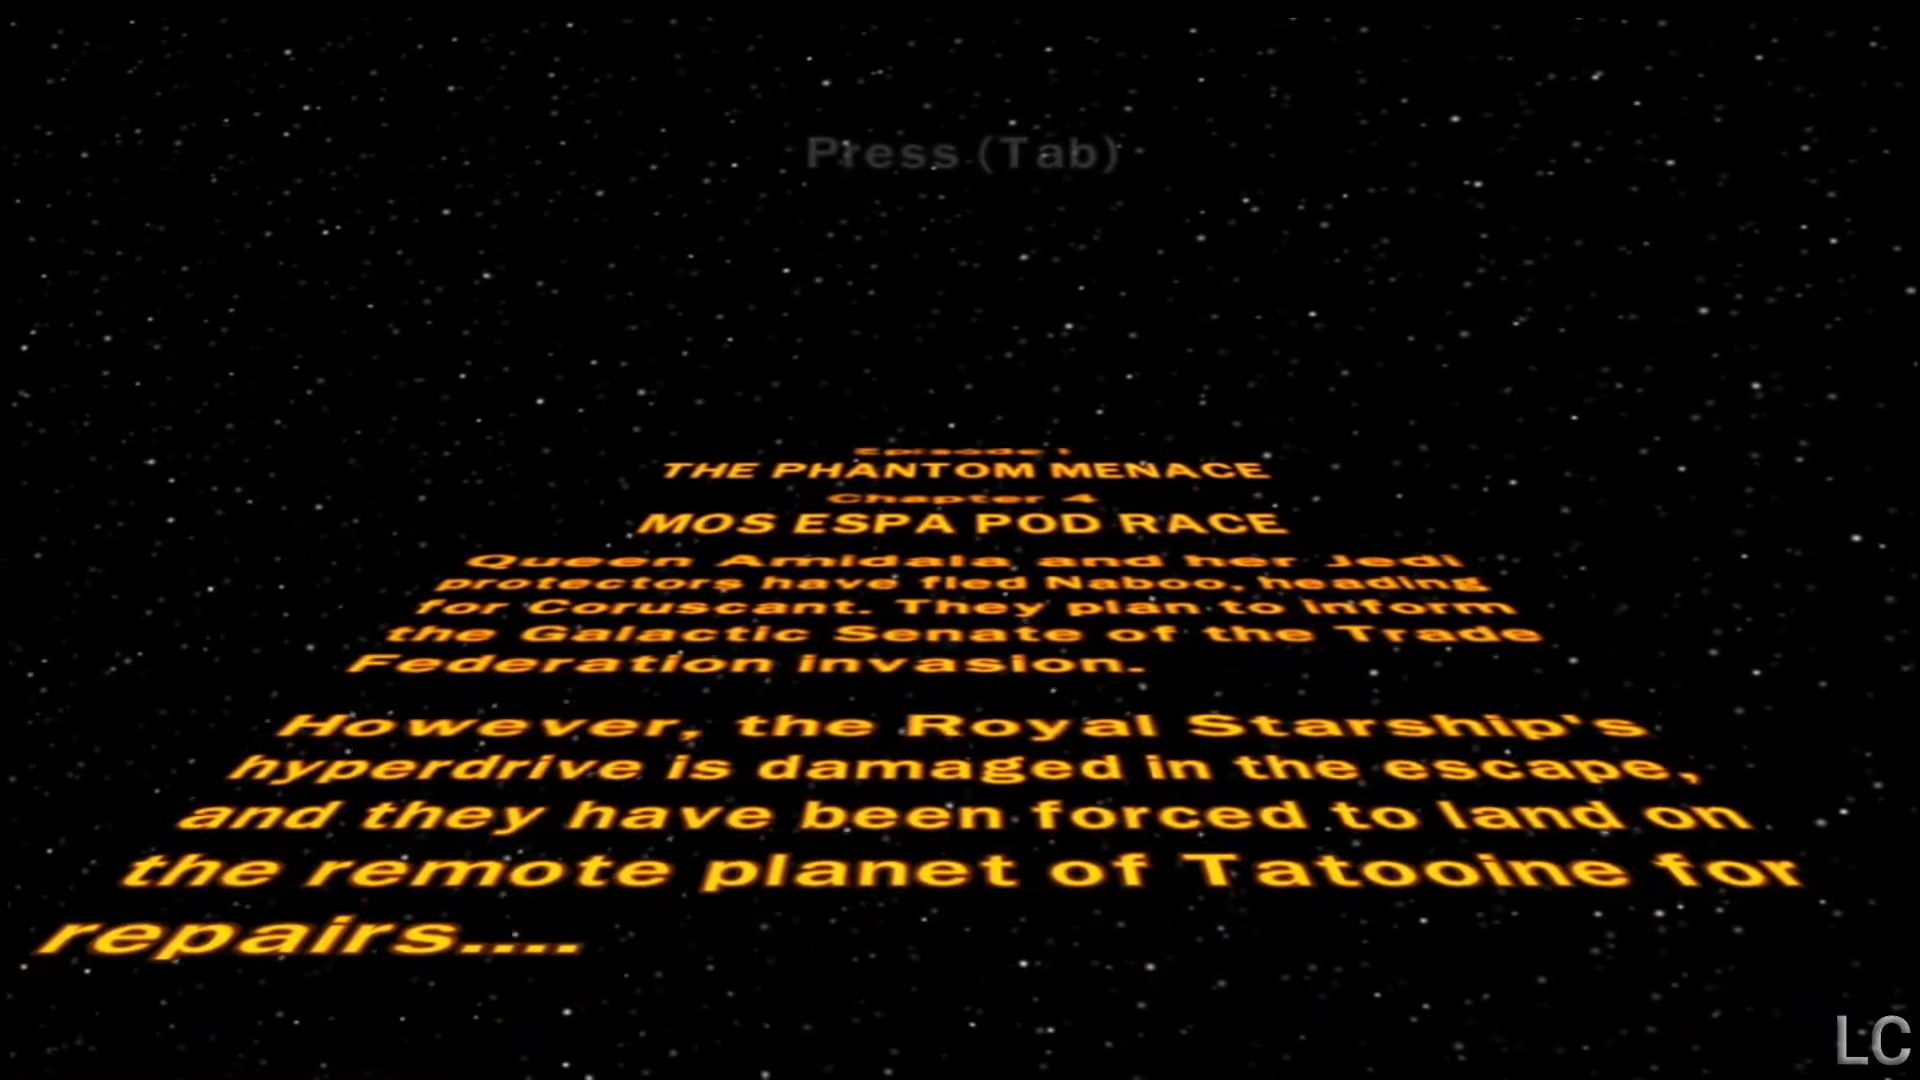 Press (Tab)
Episode I
THE PHANTOM MENACE
Chapter 4
MOS ESPA POD RACE
Queen Amidala and her Jedi
protectors have fled Naboo, heading
for Coruscant. They plan to inform
the Galactic Senate of the Trade
Federation invasion.
However, the Royal Starship's
hyperdrive is damaged in the escape,
and they have been forced to land on
the remote planet of Tatooine for
repairs....
LC